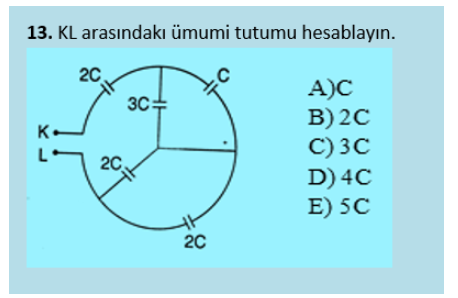 13. KL arasındakı ümumi tutumu hesablayın.
2C
C
3C
K
L
2C
2C
A)C
B) 2C
C) 3C
D) 4C
E) 5C